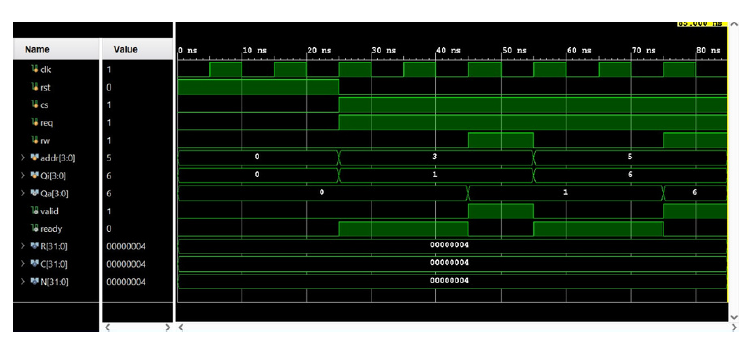 85.000 ns
Name Value 0 ns 10 ns 20 ns 30 ns 40 ns 50 ns 60 ns 70 ns 80 ns
clk 1
rst 0
cs 1
req 1
rw 1
addr[3:0] 5 0 3 5
Qi[3:0] 6 0 1 6
Qa[3:0] 6 0 1 6
valid 1
ready 0
R[31:0] 00000004 00000004
C[31:0] 00000004 00000004
N[31:0] 00000004 00000004